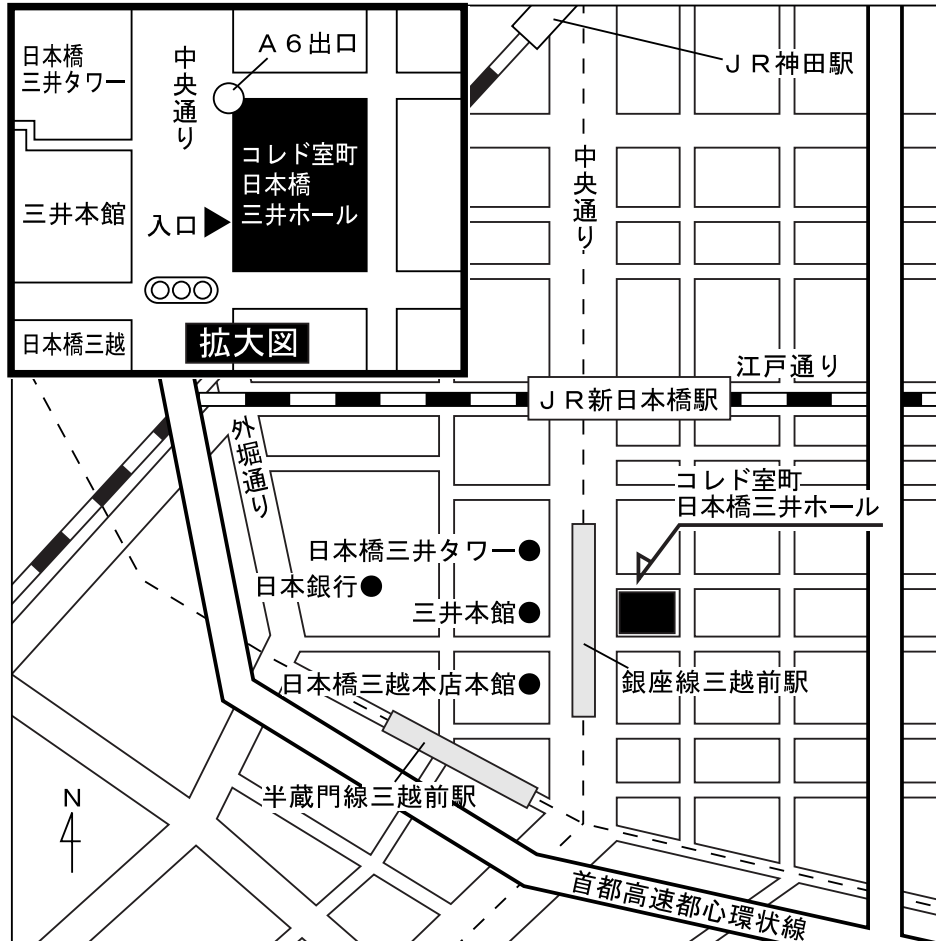 日本橋
三井タワー
中央通り
Ａ６出口
コレド室町
日本橋
三井ホール
三井本館
入口
日本橋三越
拡大図
ＪＲ神田駅
中央通り
江戸通り
ＪＲ新日本橋駅
外堀通り
コレド室町
日本橋三井ホール
日本橋三井タワー
日本銀行
三井本館
日本橋三越本店本館
銀座線三越前駅
半蔵門線三越前駅
N
首都高速都心環状線